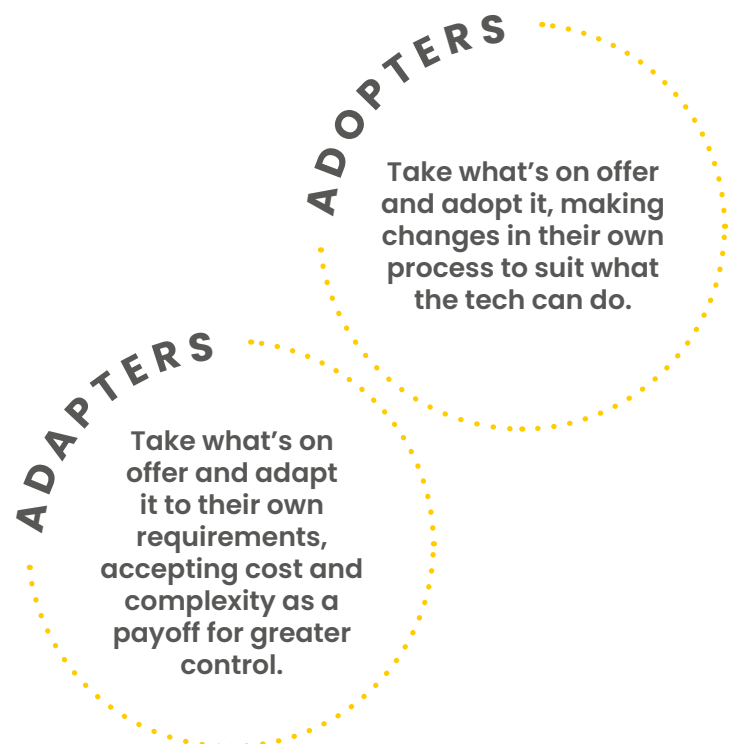 ADOPTERS
Take what’s on offer
and adopt it, making
changes in their own
process to suit what
the tech can do.
ADAPTERS
Take what’s on
offer and adapt
it to their own
requirements,
accepting cost and
complexity as a
payoff for greater
control.